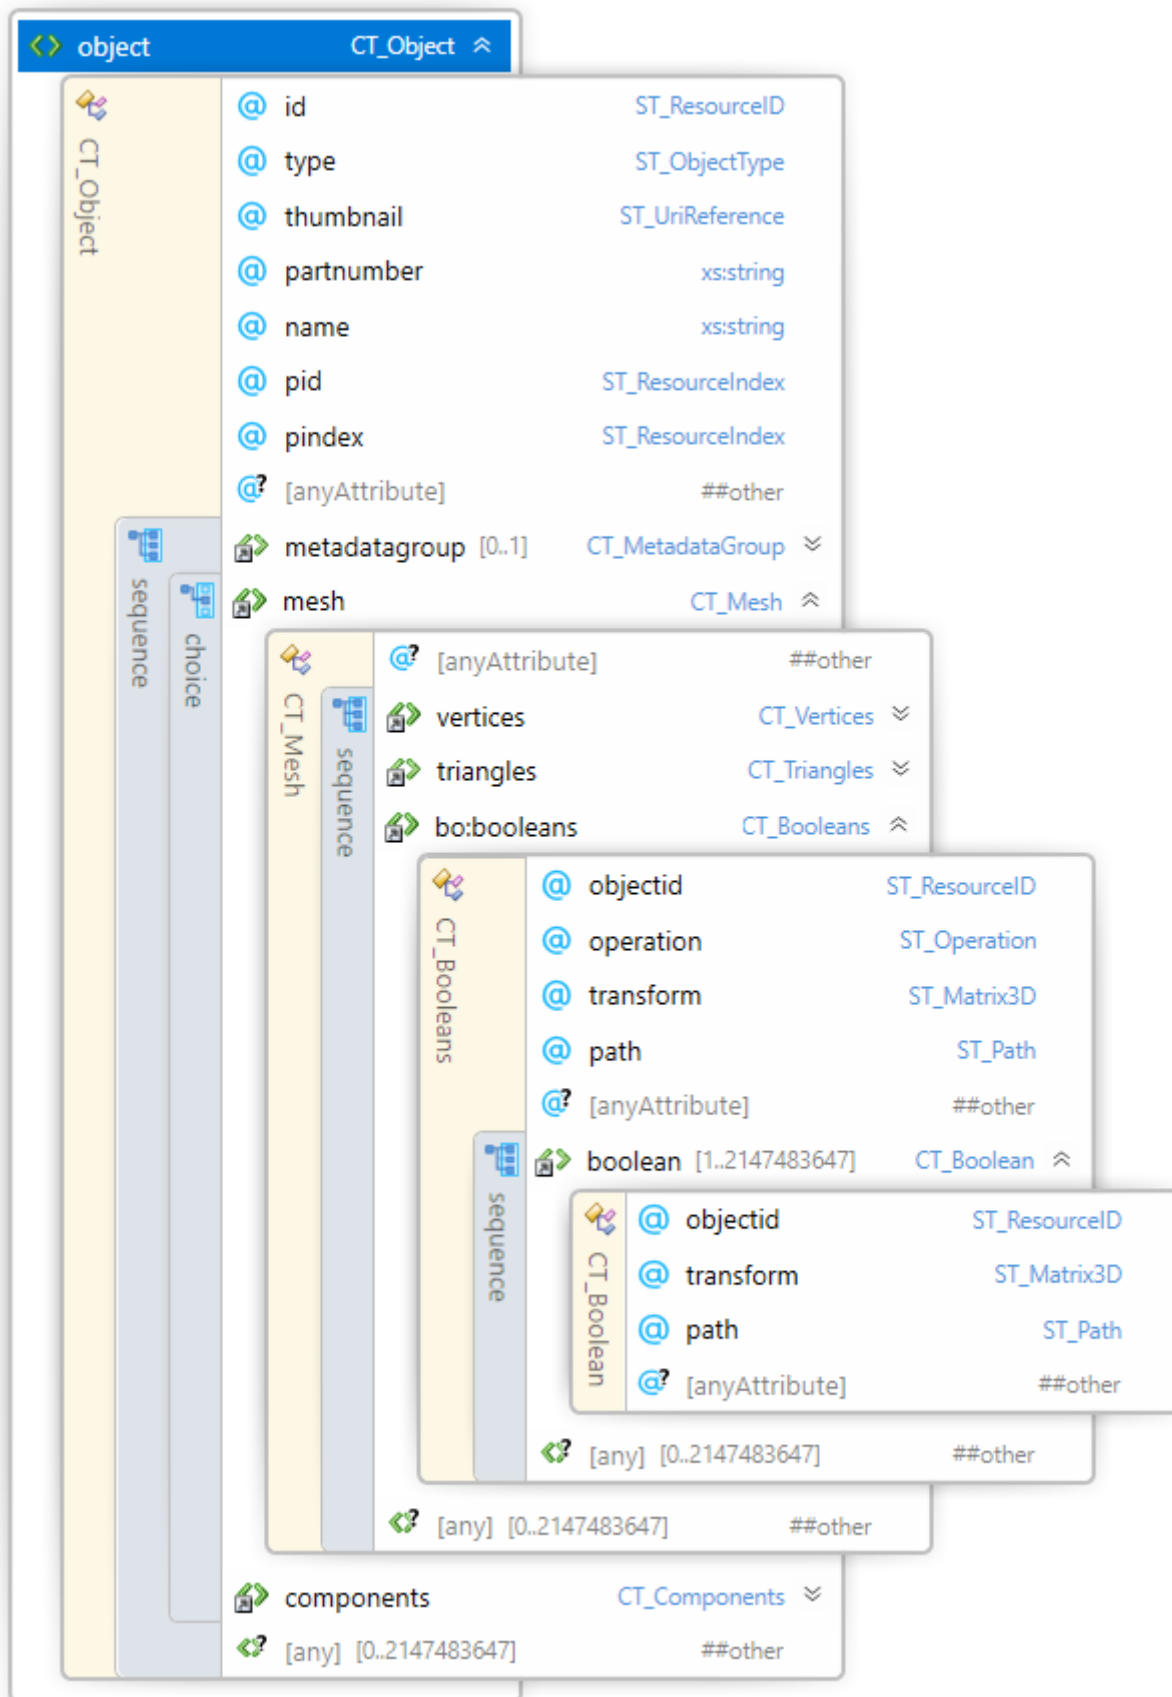 object CT_Object
CT_Object
@ id ST_ResourceID
@ type ST_ObjectType
@ thumbnail ST_UriReference
@ partnumber xs:string
@ name xs:string
@ pid ST_ResourceIndex
@ pindex ST_ResourceIndex
@? [anyAttribute] ##other
sequence
metadatagroup [0..1] CT_MetadataGroup
choice
mesh CT_Mesh
CT_Mesh
@? [anyAttribute] ##other
sequence
vertices CT_Vertices
triangles CT_Triangles
bo:booleans CT_Booleans
CT_Booleans
@ objectid ST_ResourceID
@ operation ST_Operation
@ transform ST_Matrix3D
@ path ST_Path
@? [anyAttribute] ##other
sequence
boolean [1..2147483647] CT_Boolean
CT_Boolean
@ objectid ST_ResourceID
@ transform ST_Matrix3D
@ path ST_Path
@? [anyAttribute] ##other
? [any] [0..2147483647] ##other
? [any] [0..2147483647] ##other
components CT_Components
? [any] [0..2147483647] ##other